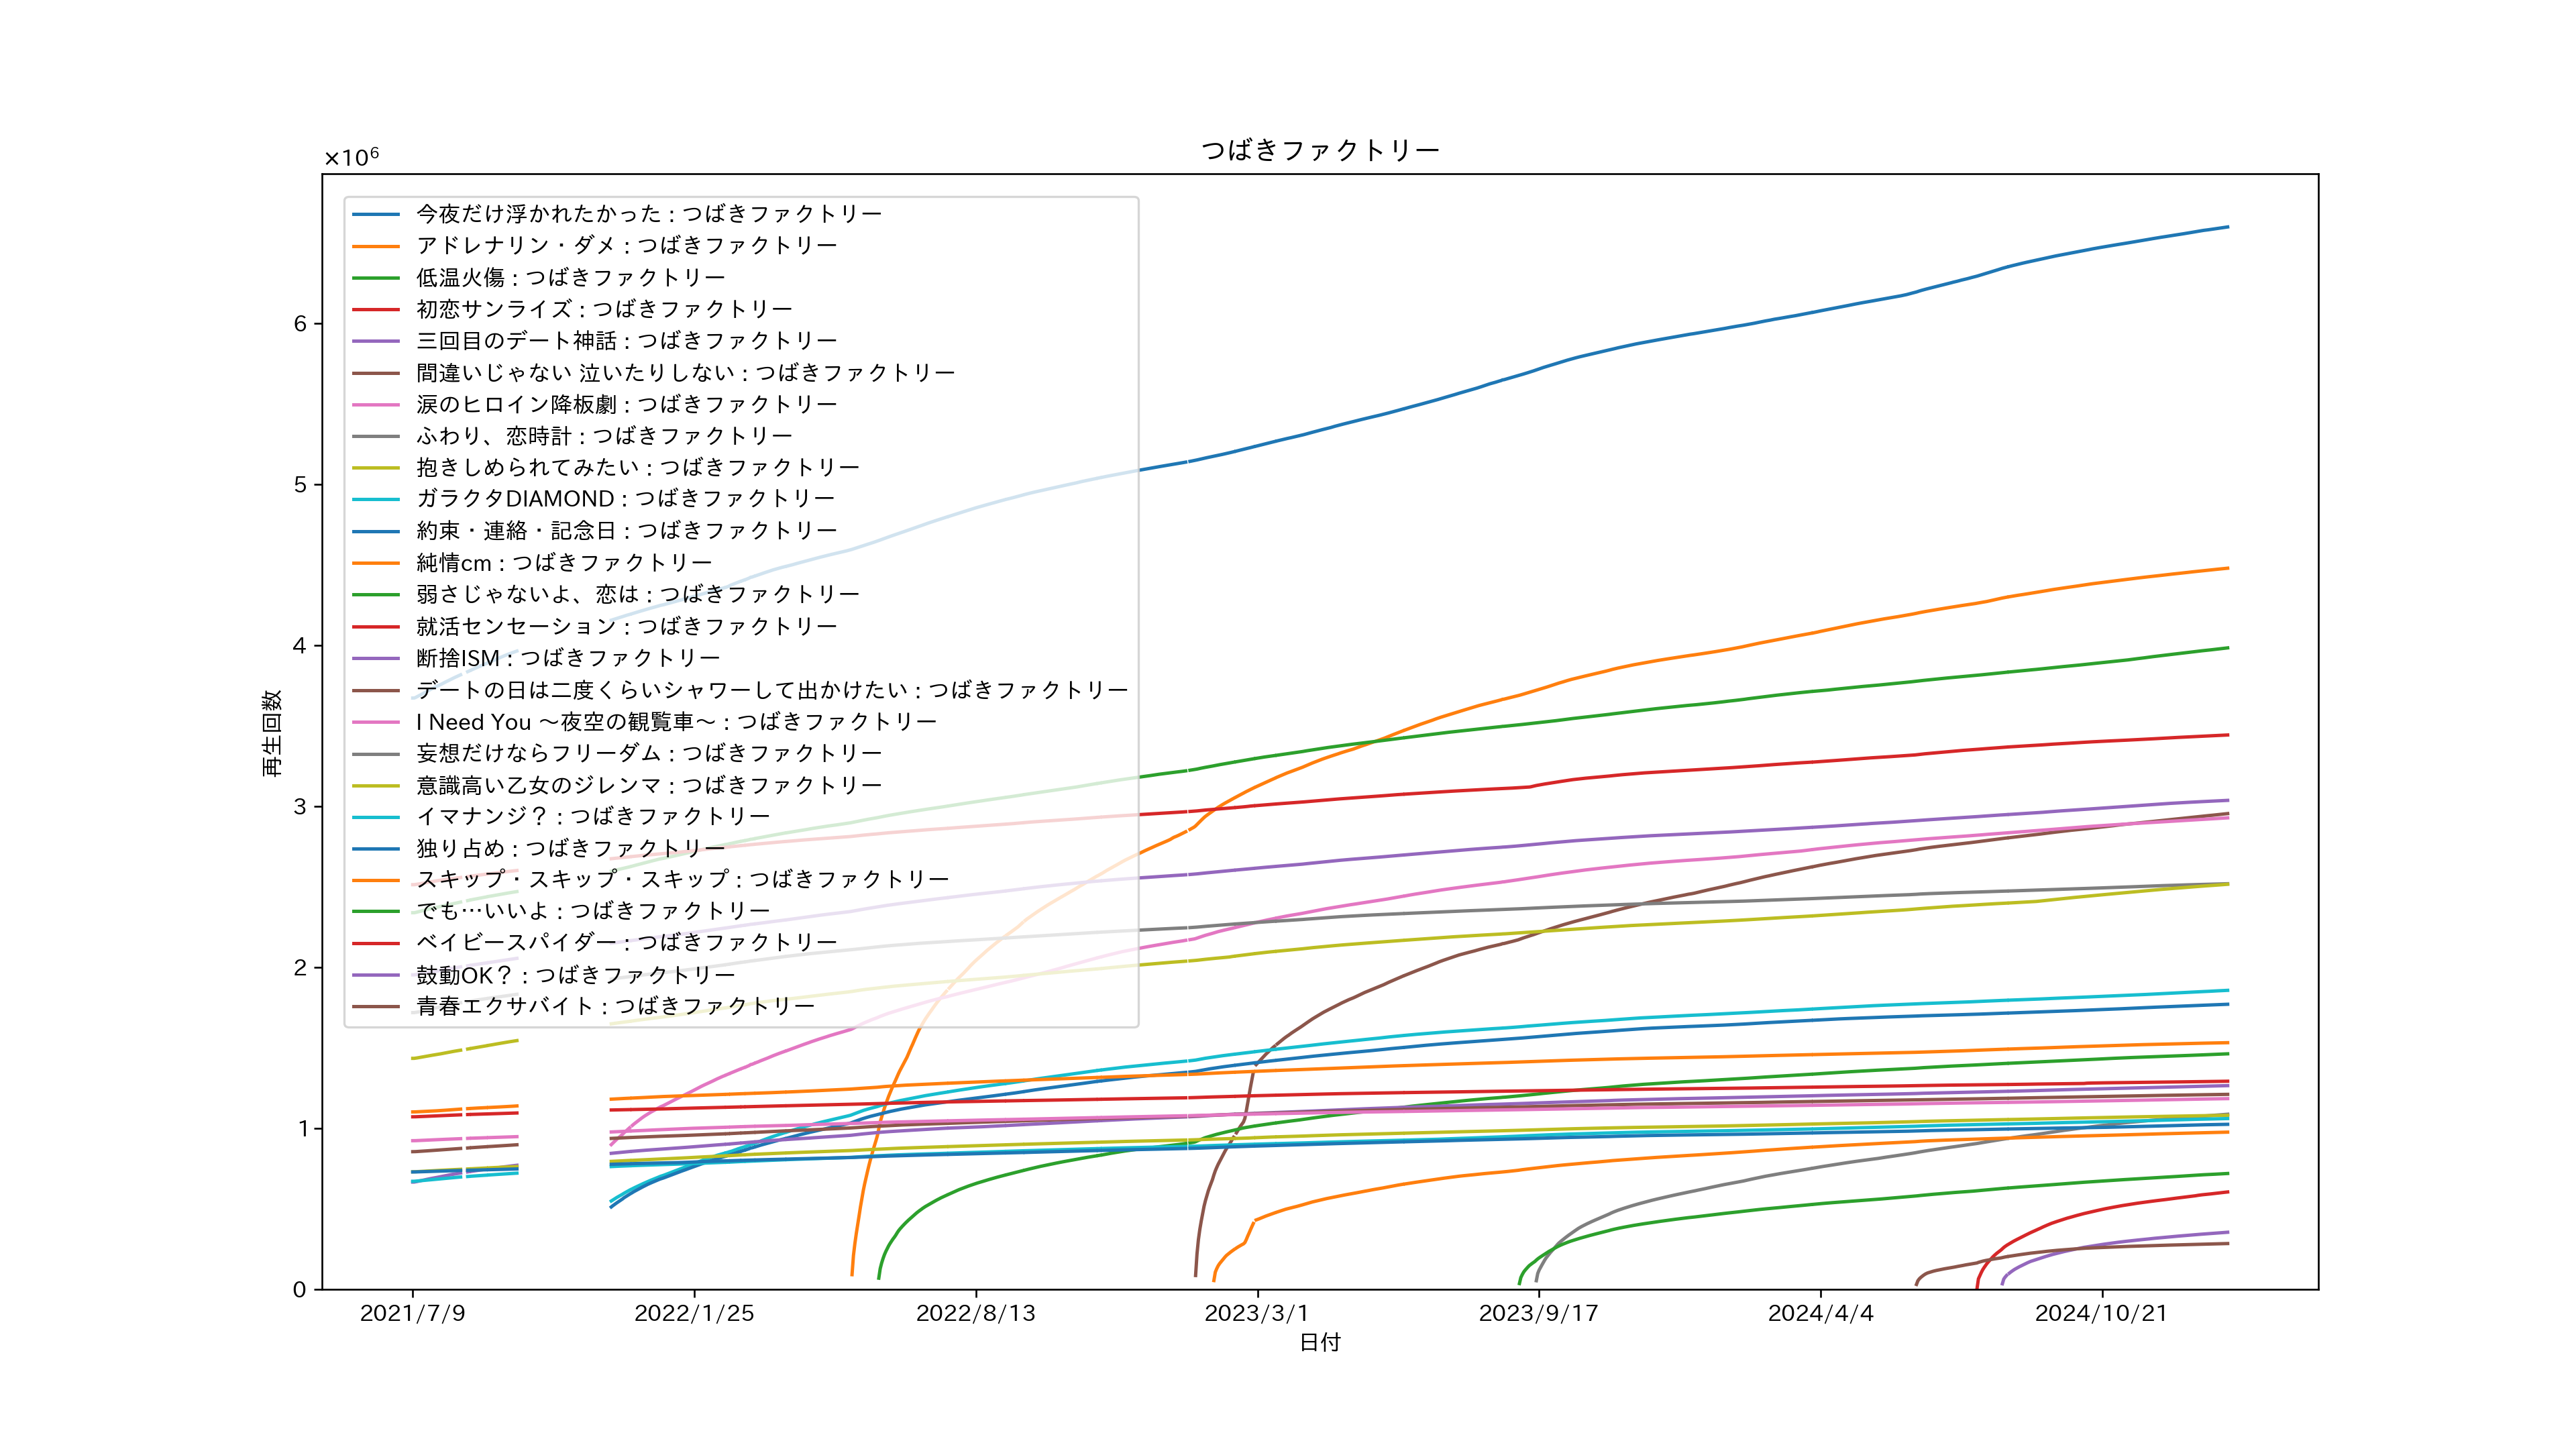 つばきファクトリー
×10⁶
今夜だけ浮かれたかった : つばきファクトリー
アドレナリン・ダメ : つばきファクトリー
低温火傷 : つばきファクトリー
初恋サンライズ : つばきファクトリー
三回目のデート神話 : つばきファクトリー
間違いじゃない 泣いたりしない : つばきファクトリー
涙のヒロイン降板劇 : つばきファクトリー
ふわり、恋時計 : つばきファクトリー
抱きしめられてみたい : つばきファクトリー
ガラクタDIAMOND : つばきファクトリー
約束・連絡・記念日 : つばきファクトリー
純情cm : つばきファクトリー
弱さじゃないよ、恋は : つばきファクトリー
就活センセーション : つばきファクトリー
断捨ISM : つばきファクトリー
デートの日は二度くらいシャワーして出かけたい : つばきファクトリー
I Need You ～夜空の観覧車～ : つばきファクトリー
妄想だけならフリーダム : つばきファクトリー
意識高い乙女のジレンマ : つばきファクトリー
イマナンジ？ : つばきファクトリー
独り占め : つばきファクトリー
スキップ・スキップ・スキップ : つばきファクトリー
でも…いいよ : つばきファクトリー
ベイビースパイダー : つばきファクトリー
鼓動OK？ : つばきファクトリー
青春エクサバイト : つばきファクトリー
再生回数
6
5
4
3
2
1
0
2021/7/9 2022/1/25 2022/8/13 2023/3/1 2023/9/17 2024/4/4 2024/10/21
日付